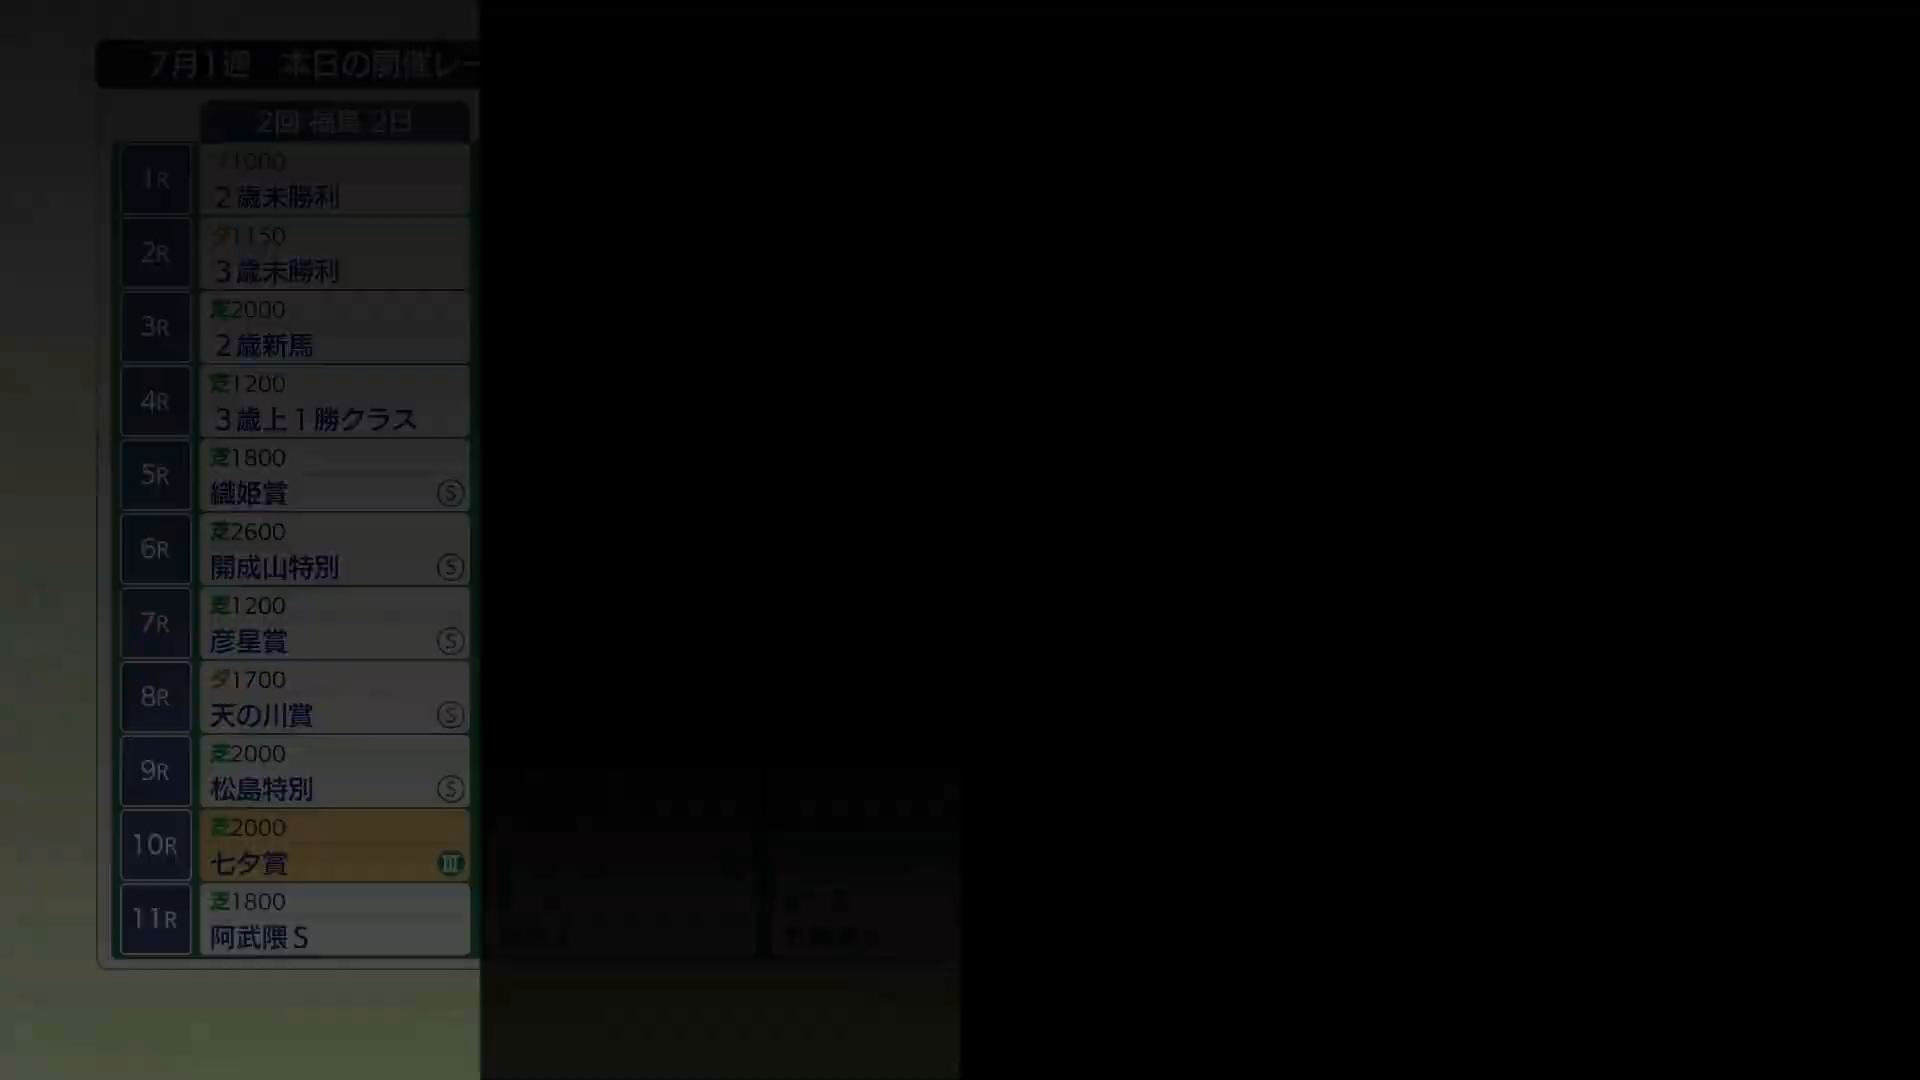 7月1週 本日の開催レー
2回 福島 2日
1R
ダ1000
２歳未勝利
2R
ダ1150
３歳未勝利
3R
芝2000
２歳新馬
4R
芝1200
３歳上１勝クラス
5R
芝1800
織姫賞 Ⓢ
6R
芝2600
開成山特別 Ⓢ
7R
芝1200
彦星賞 Ⓢ
8R
ダ1700
天の川賞 Ⓢ
9R
芝2000
松島特別 Ⓢ
10R
芝2000
七夕賞 Ⅲ
11R
芝1800
阿武隈Ｓ